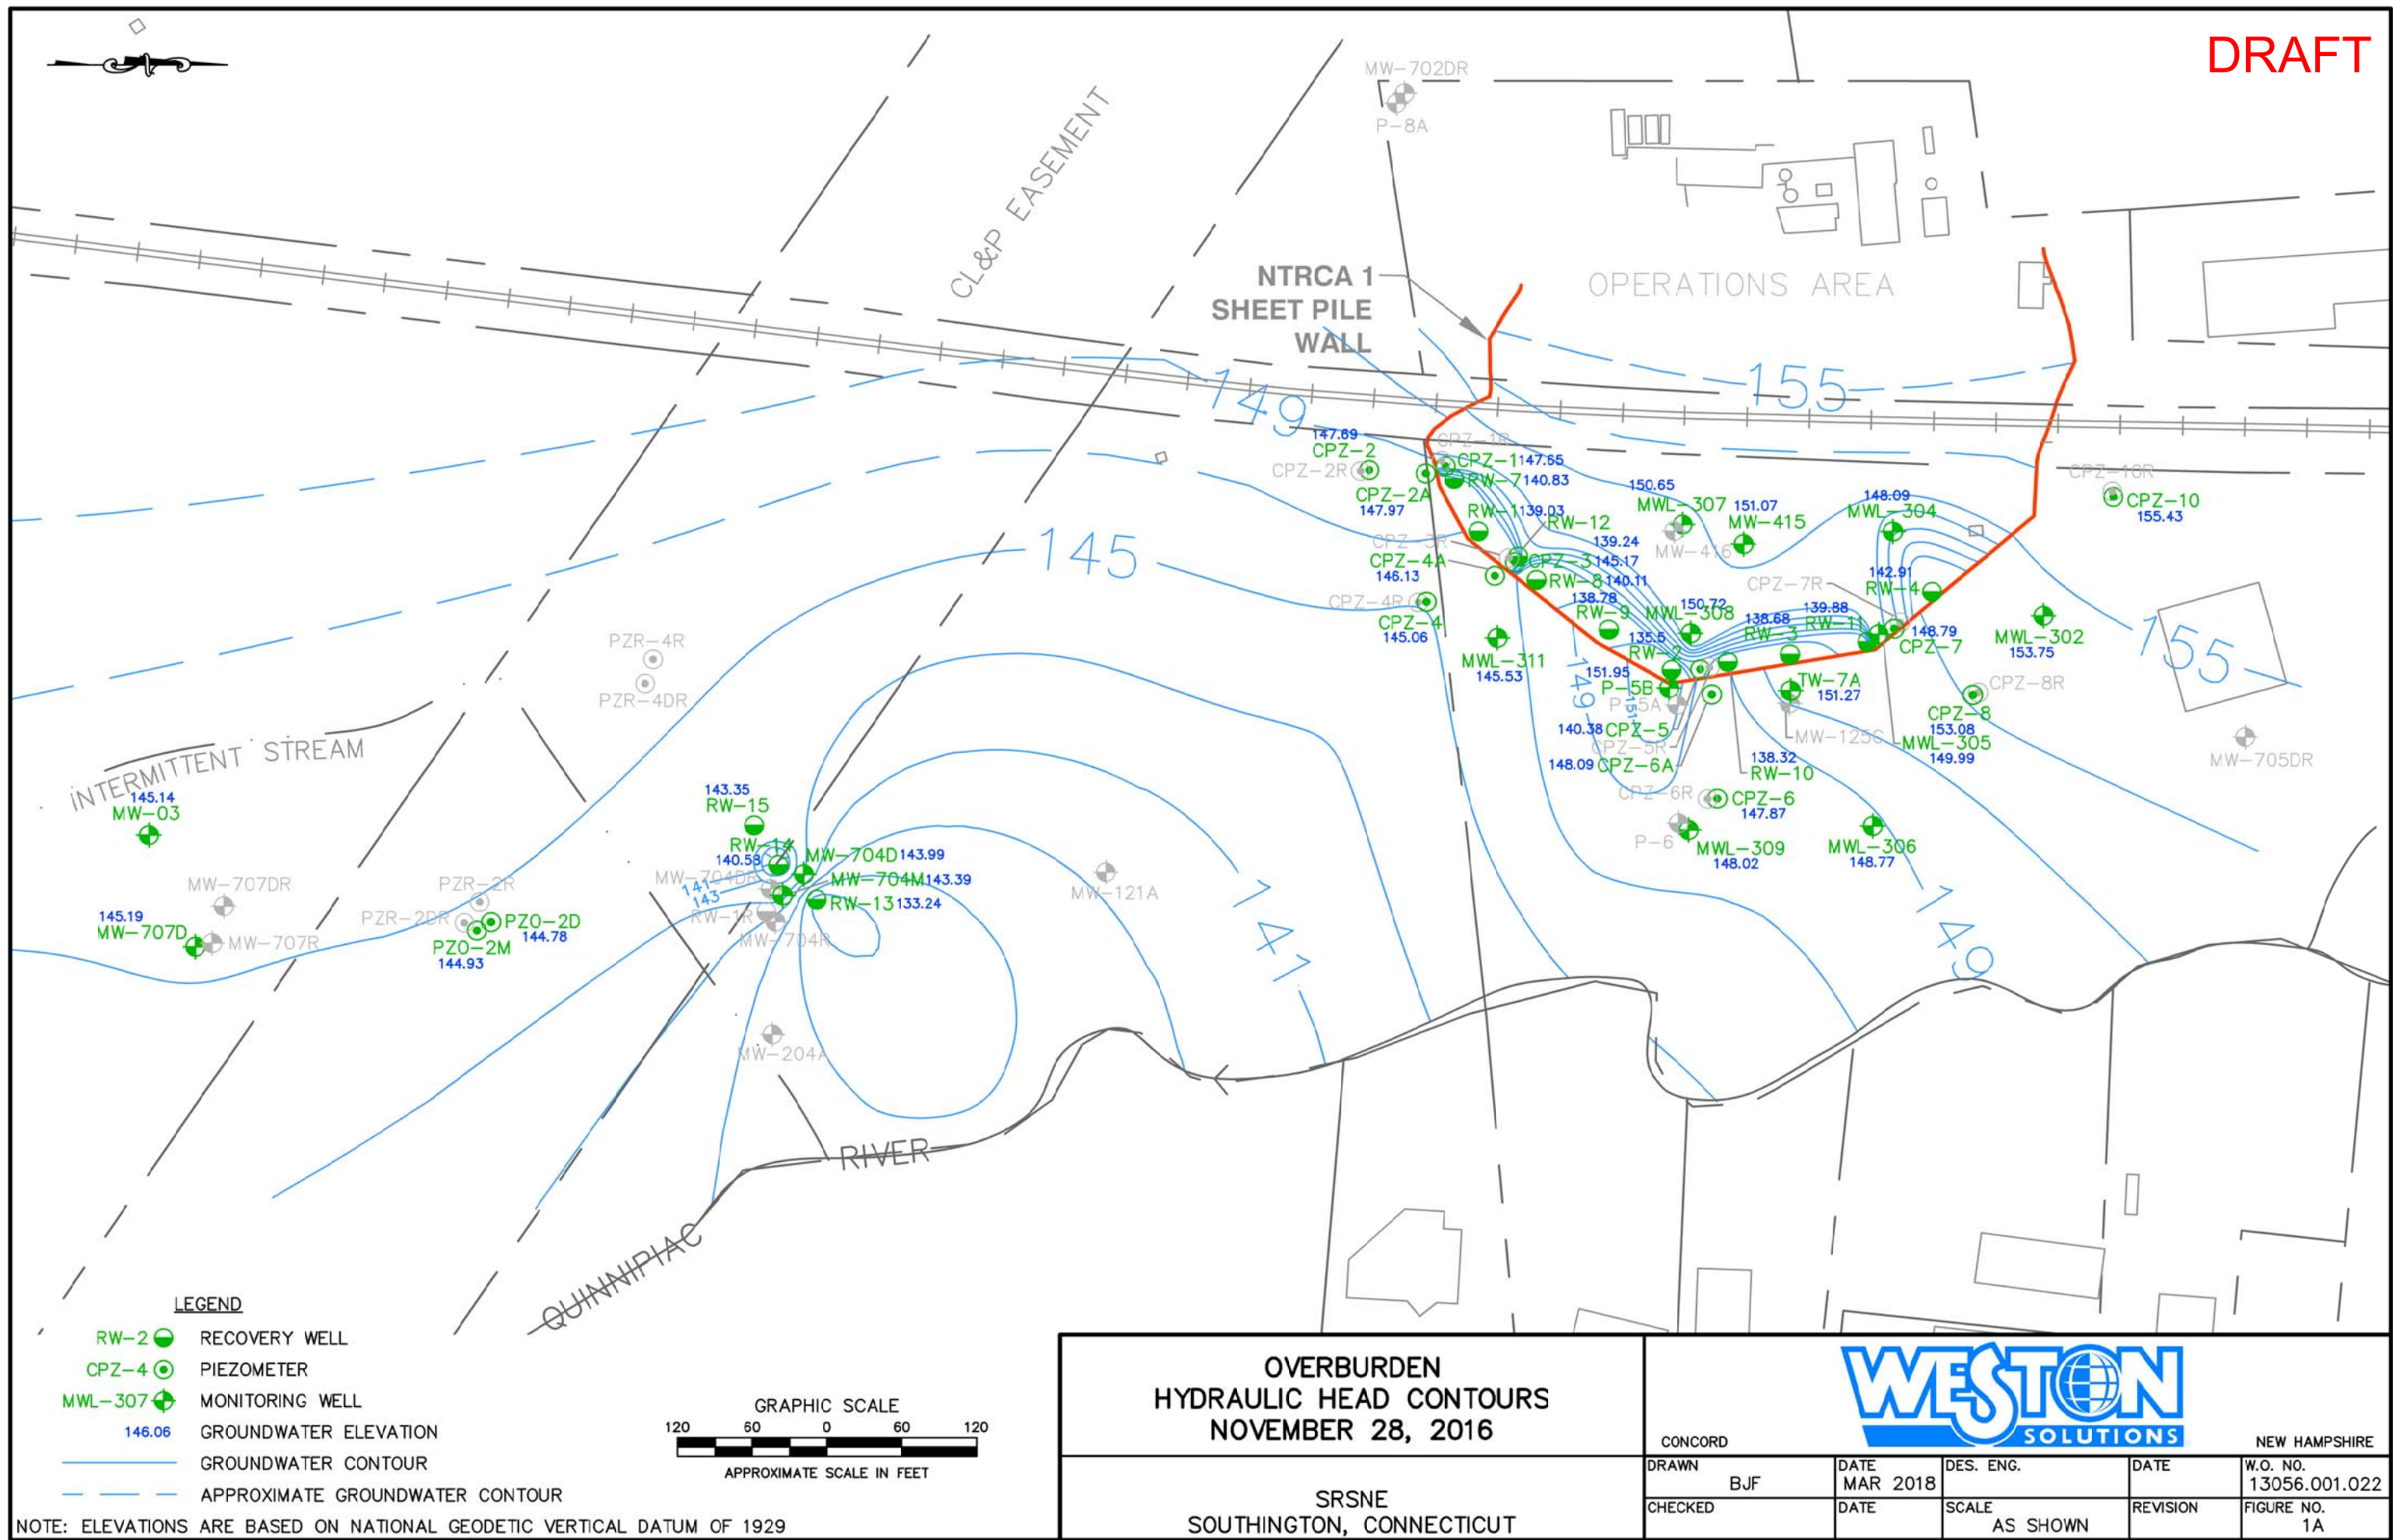 DRAFT
MW-702DR
P-8A
CL&P EASEMENT
NTRCA 1
SHEET PILE
WALL
OPERATIONS AREA
155
149
147.69
CPZ-2
CPZ-2R
CPZ-1R
CPZ-1 147.65
RW-7 140.83
CPZ-2A
147.97
RW-1 139.03
RW-12
139.24
CPZ-3R
CPZ-3 145.17
CPZ-4A
146.13
RW-8 140.11
CPZ-4R
CPZ-4
145.06
138.78
RW-9
MWL-311
145.53
150.65
MWL-307
151.07
MW-415
MW-416
148.09
MWL-304
CPZ-10R
CPZ-10
155.43
CPZ-7R
142.91
RW-4
150.72
MWL-308
138.68
RW-3
139.88
RW-11
148.79
CPZ-7
MWL-302
153.75
155
135.5
RW-2
151.95
P-5B
P-5A
149
151
TW-7A
151.27
CPZ-8R
CPZ-8
153.08
140.38 CPZ-5
CPZ-5R
MW-125C
MWL-305
149.99
148.09 CPZ-6A
138.32
RW-10
MW-705DR
CPZ-6R
CPZ-6
147.87
P-6
MWL-309
148.02
MWL-306
148.77
149
145
PZR-4R
PZR-4DR
INTERMITTENT STREAM
145.14
MW-03
143.35
RW-15
RW-14
140.58
MW-704D 143.99
MW-704DR
MW-704M 143.39
141
143
RW-13 133.24
RW-1R
MW-704R
MW-121A
141
MW-707DR
145.19
MW-707D
MW-707R
PZR-2R
PZR-2DR
PZO-2D
144.78
PZO-2M
144.93
MW-204A
QUINNIPIAC
RIVER
LEGEND
RW-2 RECOVERY WELL
CPZ-4 PIEZOMETER
MWL-307 MONITORING WELL
146.06 GROUNDWATER ELEVATION
GROUNDWATER CONTOUR
APPROXIMATE GROUNDWATER CONTOUR
NOTE: ELEVATIONS ARE BASED ON NATIONAL GEODETIC VERTICAL DATUM OF 1929
GRAPHIC SCALE
120 60 0 60 120
APPROXIMATE SCALE IN FEET
OVERBURDEN
HYDRAULIC HEAD CONTOURS
NOVEMBER 28, 2016
SRSNE
SOUTHINGTON, CONNECTICUT
WESTON
SOLUTIONS
CONCORD
NEW HAMPSHIRE
DRAWN
BJF
DATE
MAR 2018
DES. ENG.
DATE
W.O. NO.
13056.001.022
CHECKED
DATE
SCALE
AS SHOWN
REVISION
FIGURE NO.
1A